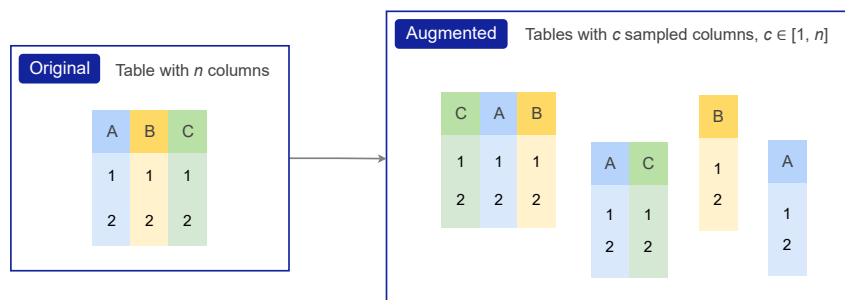 Original
Table with n columns
A B C
1 1 1
2 2 2
Augmented
Tables with c sampled columns, c ∈ [1, n]
C A B
1 1 1
2 2 2
A C
1 1
2 2
B
1
2
A
1
2